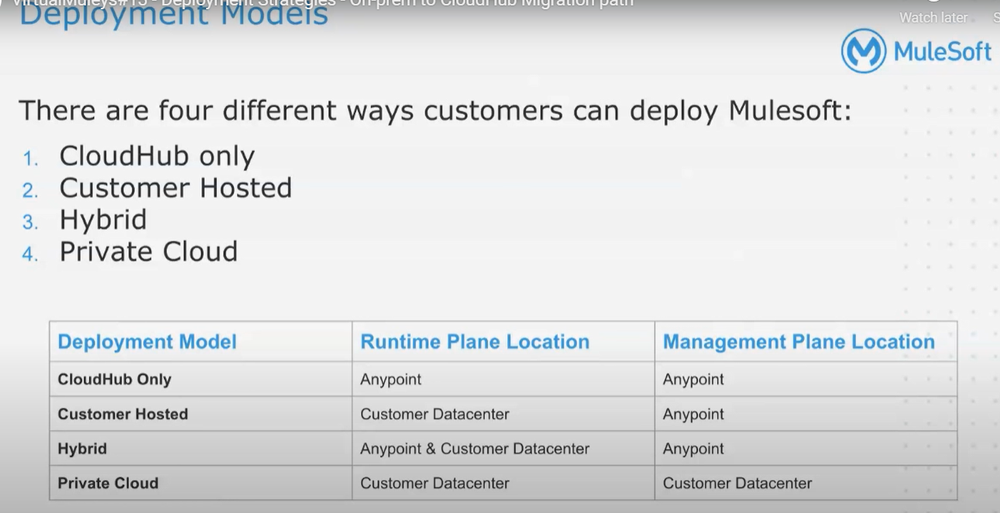 VirtualMuleys#15 - Deployment Strategies - On-prem to CloudHub Migration path
Deployment Models
Watch later
MuleSoft
There are four different ways customers can deploy Mulesoft:
1. CloudHub only
2. Customer Hosted
3. Hybrid
4. Private Cloud
Deployment Model Runtime Plane Location Management Plane Location
CloudHub Only Anypoint Anypoint
Customer Hosted Customer Datacenter Anypoint
Hybrid Anypoint & Customer Datacenter Anypoint
Private Cloud Customer Datacenter Customer Datacenter